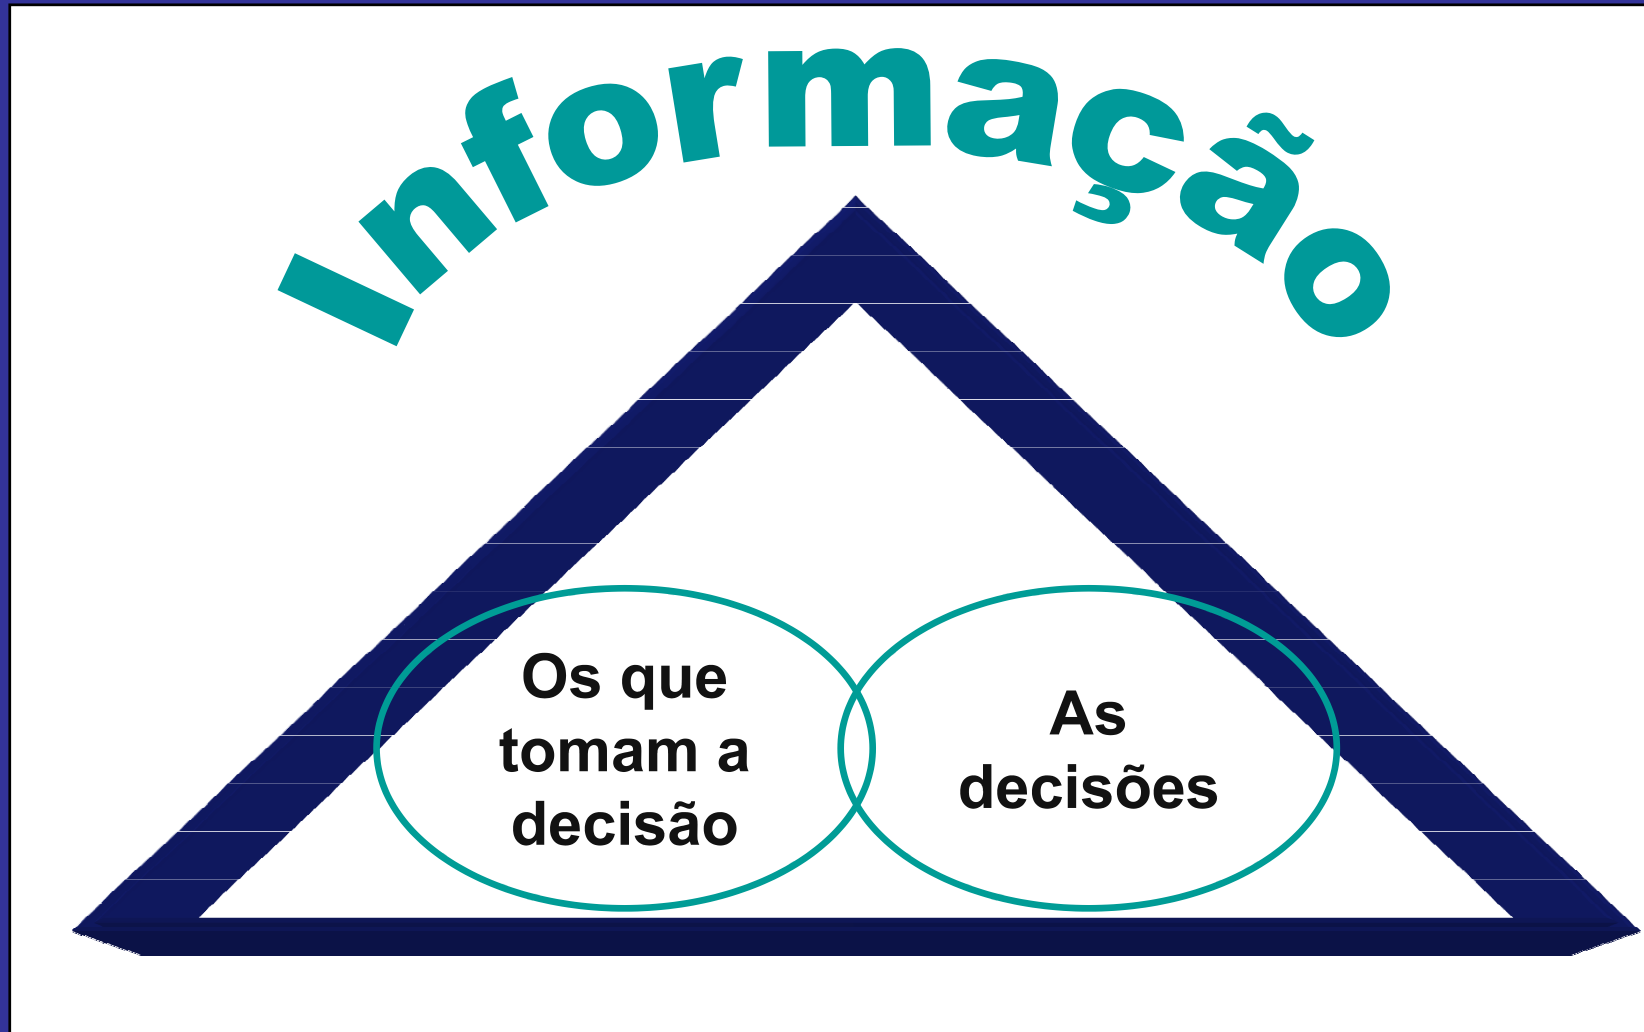 Informação
Os que
tomam a
decisão
As
decisões